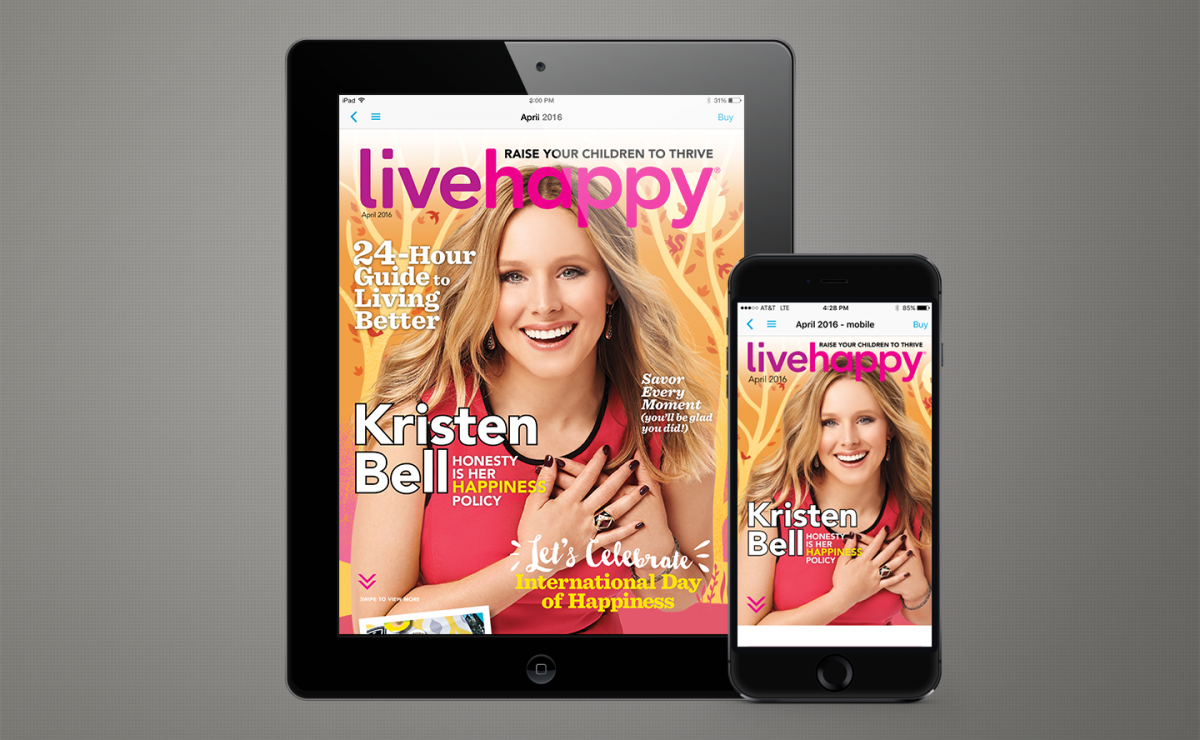 iPad
3:00 PM
31%
April 2016
Buy
RAISE YOUR CHILDREN TO THRIVE
livehappy®
April 2016
24-Hour
Guide to
Living
Better
Savor
Every
Moment
(you'll be glad
you did!)
Kristen
Bell
HONESTY
IS HER
HAPPINESS
POLICY
Let's Celebrate
International Day
of Happiness
SWIPE TO VIEW MORE
AT&T LTE
4:28 PM
85%
April 2016 - mobile
Buy
RAISE YOUR CHILDREN TO THRIVE
livehappy®
April 2016
Kristen
Bell
HONESTY
IS HER
HAPPINESS
POLICY